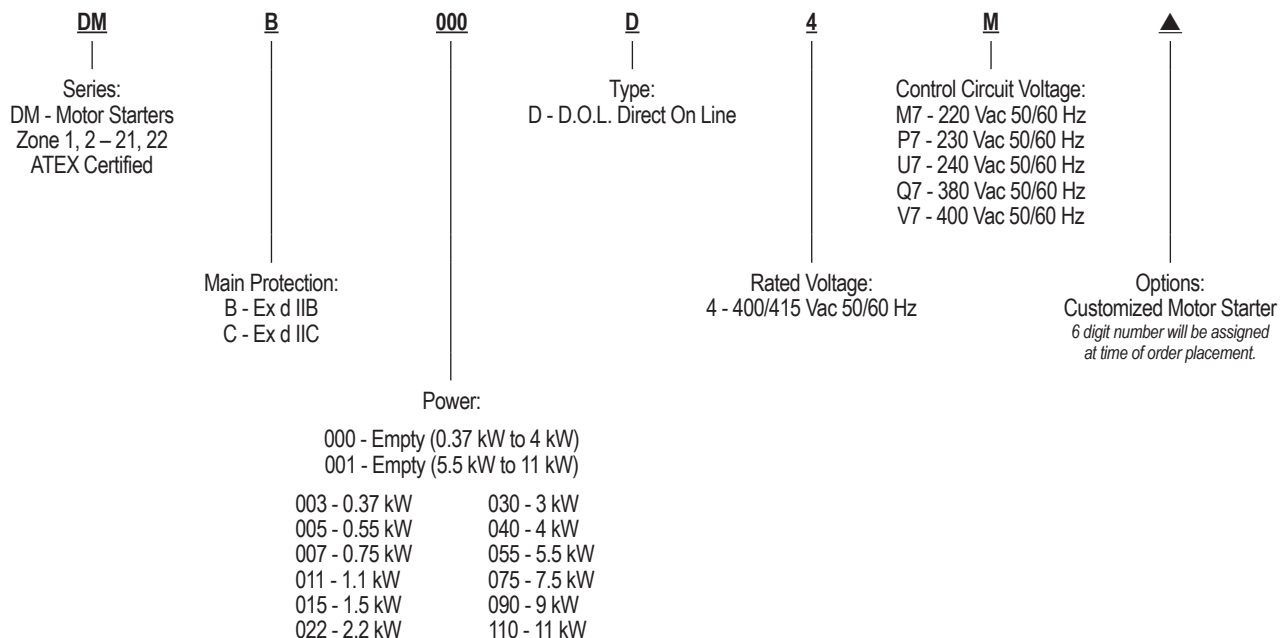 DM B 000 D 4 M ▲
Series:
DM - Motor Starters
Zone 1, 2 – 21, 22
ATEX Certified
Type:
D - D.O.L. Direct On Line
Control Circuit Voltage:
M7 - 220 Vac 50/60 Hz
P7 - 230 Vac 50/60 Hz
U7 - 240 Vac 50/60 Hz
Q7 - 380 Vac 50/60 Hz
V7 - 400 Vac 50/60 Hz
Main Protection:
B - Ex d IIB
C - Ex d IIC
Rated Voltage:
4 - 400/415 Vac 50/60 Hz
Options:
Customized Motor Starter
6 digit number will be assigned
at time of order placement.
Power:
000 - Empty (0.37 kW to 4 kW)
001 - Empty (5.5 kW to 11 kW)
003 - 0.37 kW
005 - 0.55 kW
007 - 0.75 kW
011 - 1.1 kW
015 - 1.5 kW
022 - 2.2 kW
030 - 3 kW
040 - 4 kW
055 - 5.5 kW
075 - 7.5 kW
090 - 9 kW
110 - 11 kW